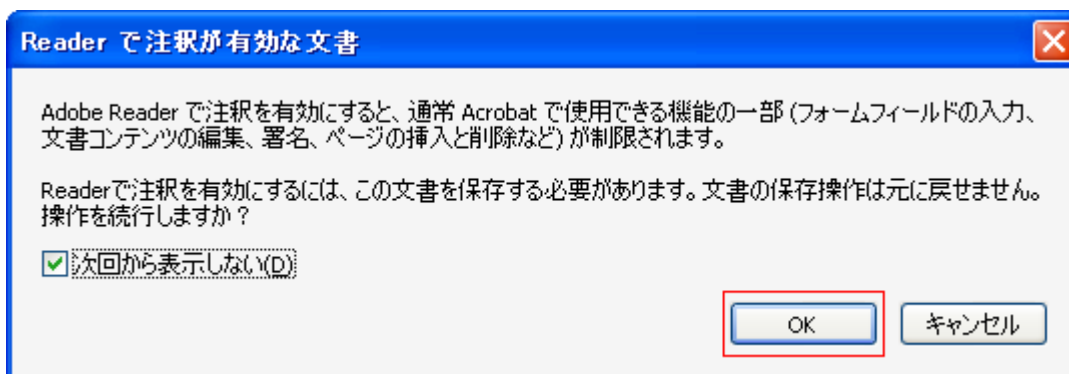 Reader で注釈が有効な文書
Adobe Reader で注釈を有効にすると、通常 Acrobat で使用できる機能の一部 (フォームフィールドの入力、
文書コンテンツの編集、署名、ページの挿入と削除など) が制限されます。
Readerで注釈を有効にするには、この文書を保存する必要があります。文書の保存操作は元に戻せません。
操作を続行しますか？
次回から表示しない(D)
OK キャンセル